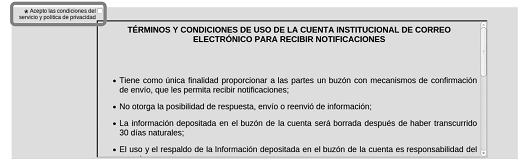 ★ Acepto las condiciones del
servicio y política de privacidad
TÉRMINOS Y CONDICIONES DE USO DE LA CUENTA INSTITUCIONAL DE CORREO
ELECTRÓNICO PARA RECIBIR NOTIFICACIONES
• Tiene como única finalidad proporcionar a las partes un buzón con mecanismos de confirmación
de envío, que les permita recibir notificaciones;
• No otorga la posibilidad de respuesta, envío o reenvió de información;
• La información depositada en el buzón de la cuenta será borrada después de haber transcurrido
30 días naturales;
• El uso y el respaldo de la Información depositada en el buzón de la cuenta es responsabilidad del